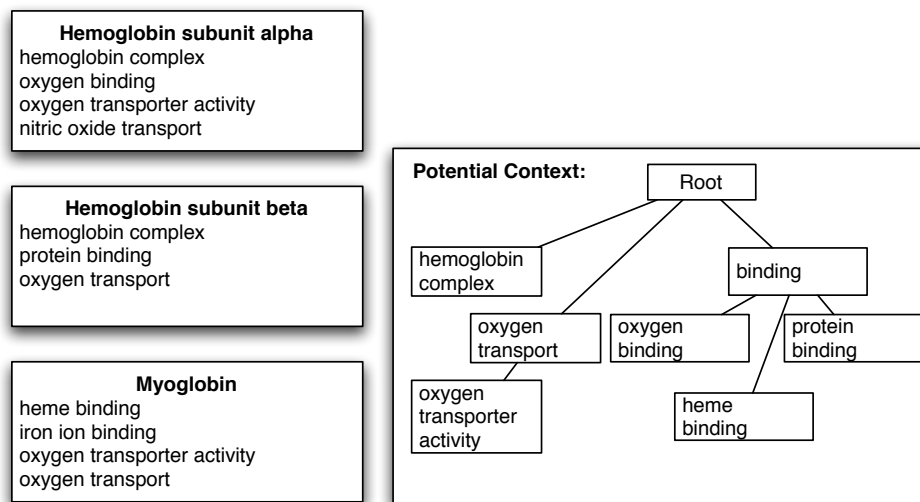 Hemoglobin subunit alpha
hemoglobin complex
oxygen binding
oxygen transporter activity
nitric oxide transport
Hemoglobin subunit beta
hemoglobin complex
protein binding
oxygen transport
Myoglobin
heme binding
iron ion binding
oxygen transporter activity
oxygen transport
Potential Context:
Root
hemoglobin
complex
binding
oxygen
transport
oxygen
binding
protein
binding
oxygen
transporter
activity
heme
binding